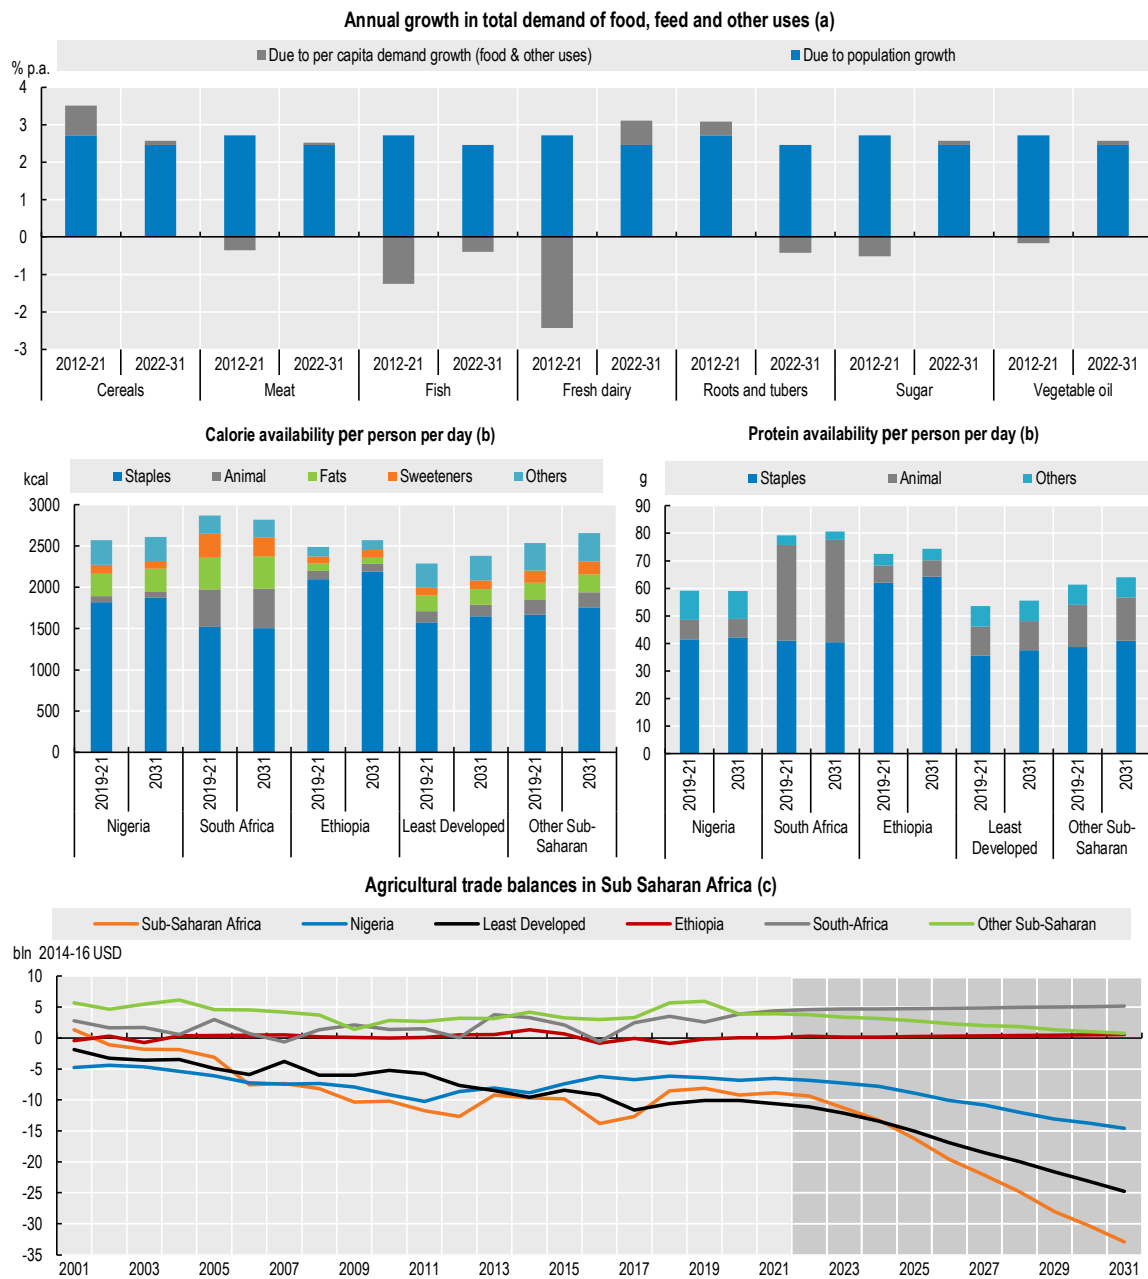 Annual growth in total demand of food, feed and other uses (a)
Due to per capita demand growth (food & other uses) Due to population growth
% p.a.
4
3
2
1
0
-1
-2
-3
2012-21 2022-31 2012-21 2022-31 2012-21 2022-31 2012-21 2022-31 2012-21 2022-31 2012-21 2022-31 2012-21 2022-31
Cereals Meat Fish Fresh dairy Roots and tubers Sugar Vegetable oil
Calorie availability per person per day (b)
kcal
Staples Animal Fats Sweeteners Others
3000
2500
2000
1500
1000
500
0
2019-21 2031 2019-21 2031 2019-21 2031 2019-21 2031 2019-21 2031
Nigeria South Africa Ethiopia Least Developed Other Sub-
Saharan
Protein availability per person per day (b)
g
Staples Animal Others
90
80
70
60
50
40
30
20
10
0
2019-21 2031 2019-21 2031 2019-21 2031 2019-21 2031 2019-21 2031
Nigeria South Africa Ethiopia Least Other Sub-
Developed Saharan
Agricultural trade balances in Sub Saharan Africa (c)
Sub-Saharan Africa Nigeria Least Developed Ethiopia South-Africa Other Sub-Saharan
bln 2014-16 USD
10
5
0
-5
-10
-15
-20
-25
-30
-35
2001 2003 2005 2007 2009 2011 2013 2015 2017 2019 2021 2023 2025 2027 2029 2031